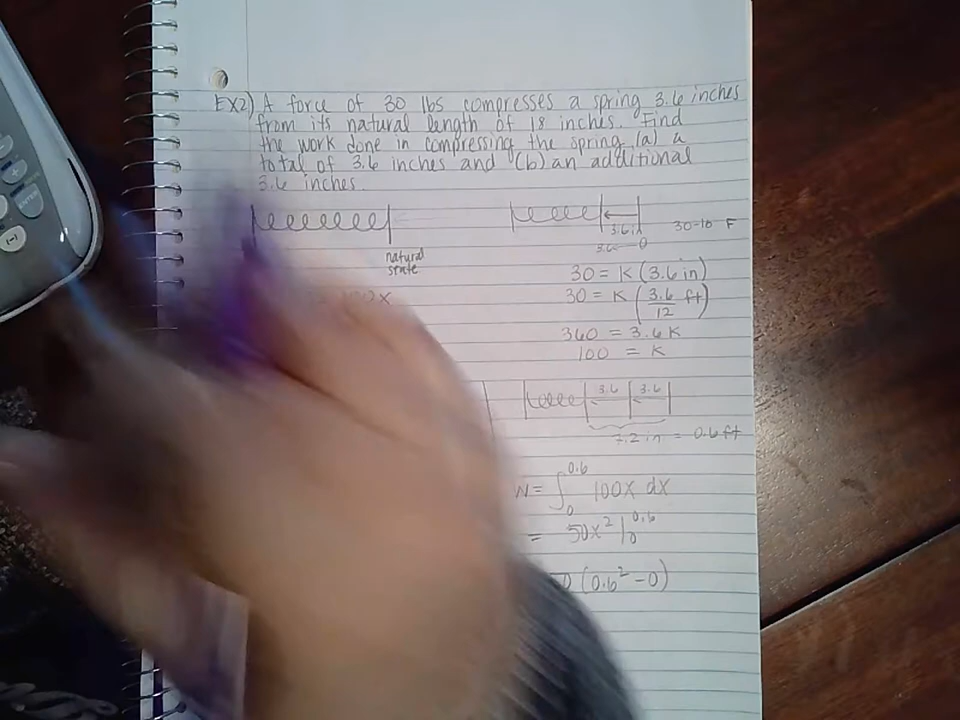 EX2) A force of 30 lbs compresses a spring 3.6 inches
from its natural length of 18 inches. Find
the work done in compressing the spring (a) a
total of 3.6 inches and (b) an additional
3.6 inches.
3.6 in
3.6 0
natural
state
30 = K (3.6 in)
30 = K (3.6/12 ft)
360 = 3.6 K
100 = K
3.6 3.6
7.2 in = 0.6 ft
W = ∫₀^0.6 100x dx
= 50x² |₀^0.6
(0.6² - 0)
ENTER
(-)